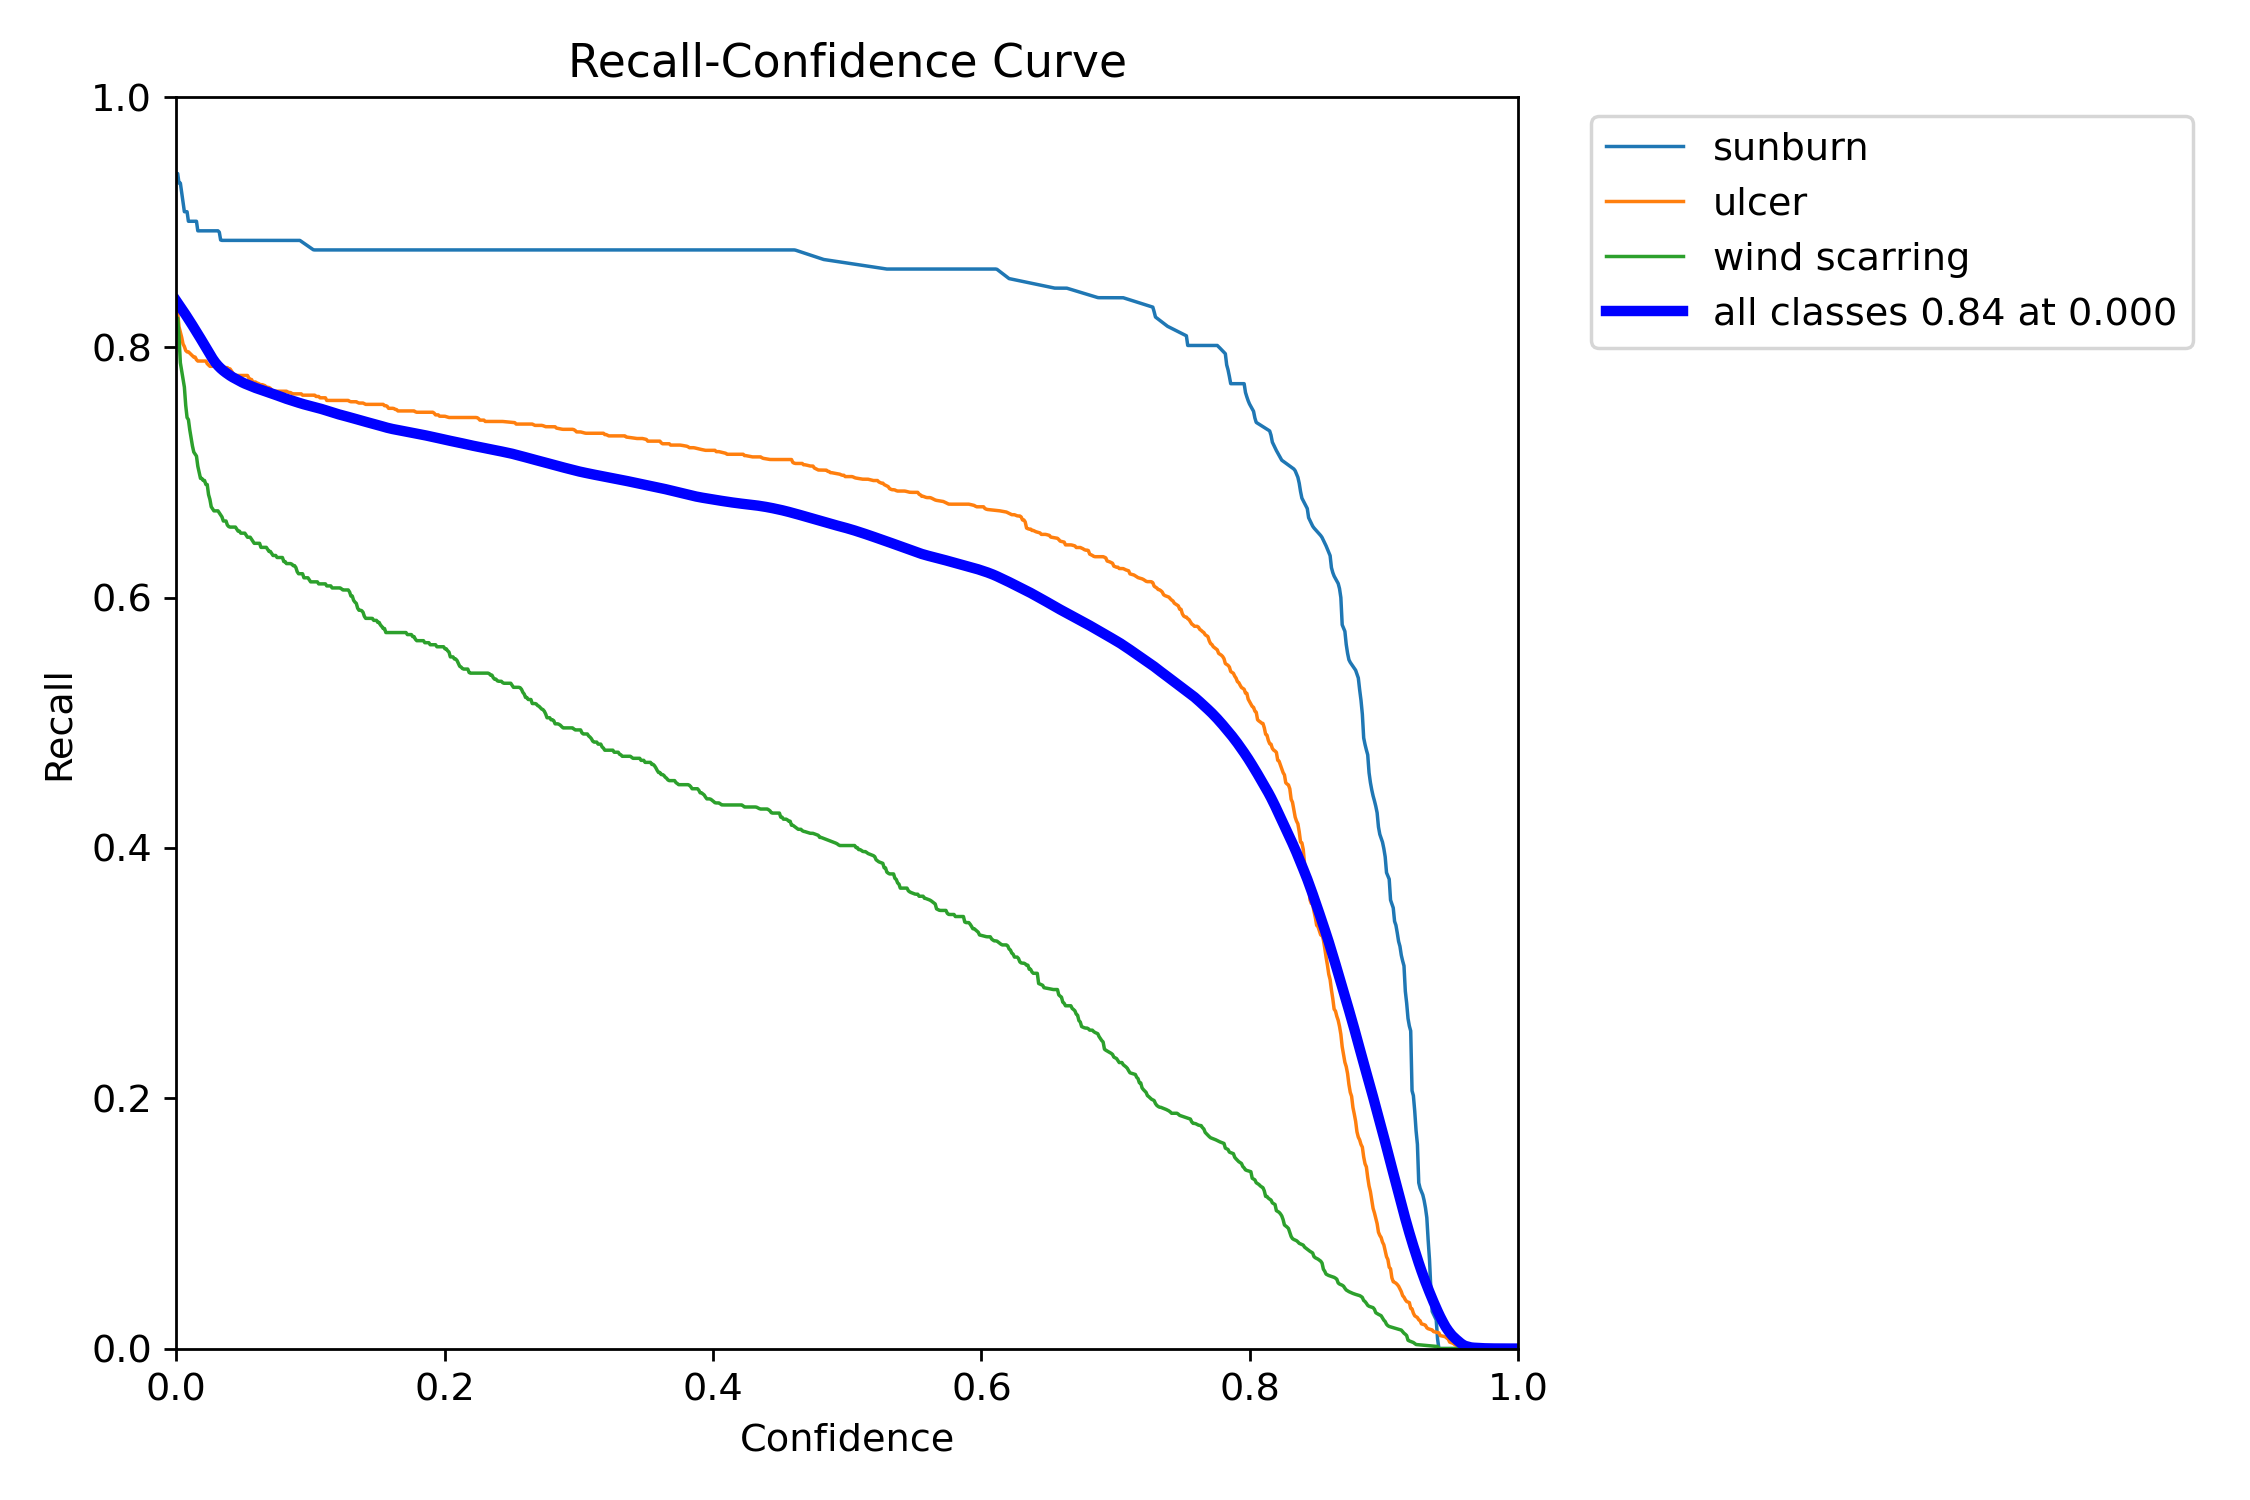 Recall-Confidence Curve
1.0
0.8
0.6
0.4
0.2
0.0
Recall
0.0 0.2 0.4 0.6 0.8 1.0
Confidence
sunburn
ulcer
wind scarring
all classes 0.84 at 0.000